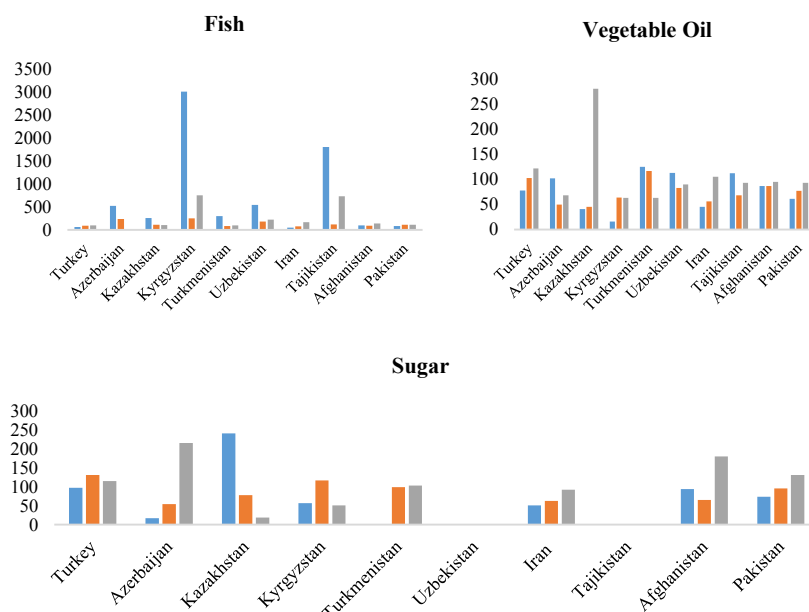 Fish
3500
3000
2500
2000
1500
1000
500
0
Turkey
Azerbaijan
Kazakhstan
Kyrgyzstan
Turkmenistan
Uzbekistan
Iran
Tajikistan
Afghanistan
Pakistan
Vegetable Oil
300
250
200
150
100
50
0
Turkey
Azerbaijan
Kazakhstan
Kyrgyzstan
Turkmenistan
Uzbekistan
Iran
Tajikistan
Afghanistan
Pakistan
Sugar
300
250
200
150
100
50
0
Turkey
Azerbaijan
Kazakhstan
Kyrgyzstan
Turkmenistan
Uzbekistan
Iran
Tajikistan
Afghanistan
Pakistan